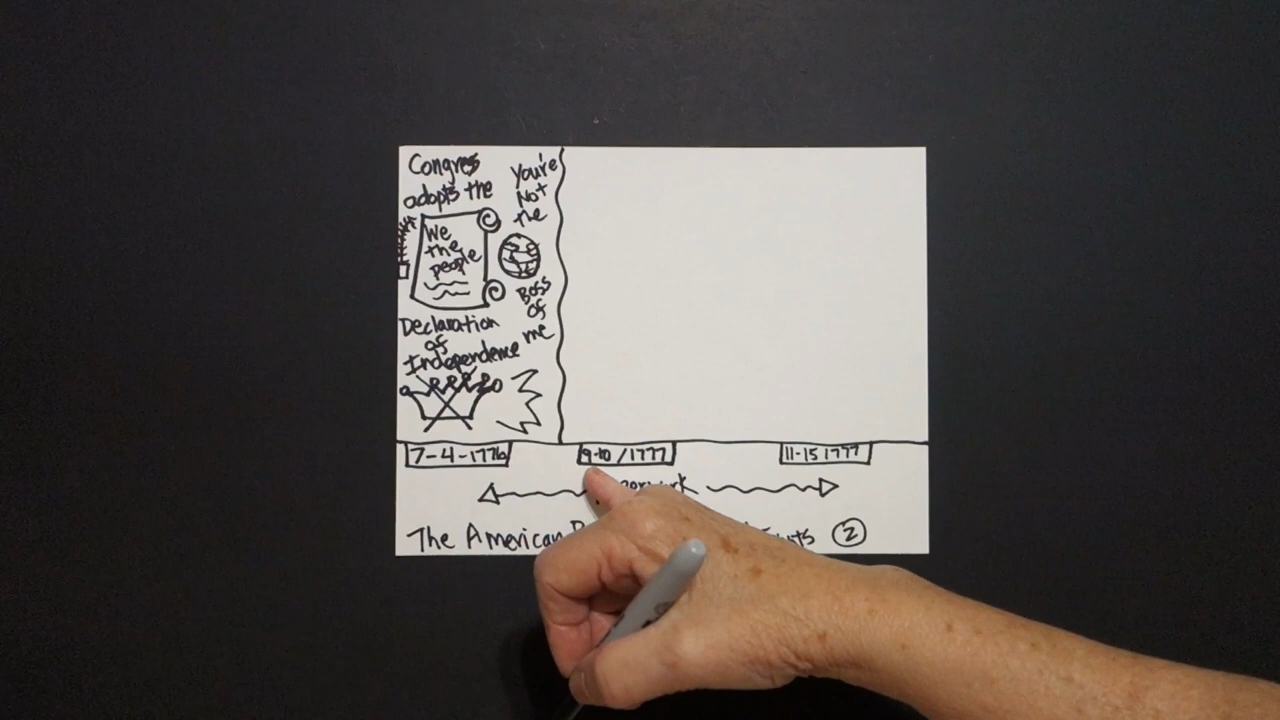 Congres
adopts the
We
the
people
Declaration
of
Independence
You're
Not
the
Boss
of
me
7-4-1776
9-10/1777
11-15 1777
The American
②